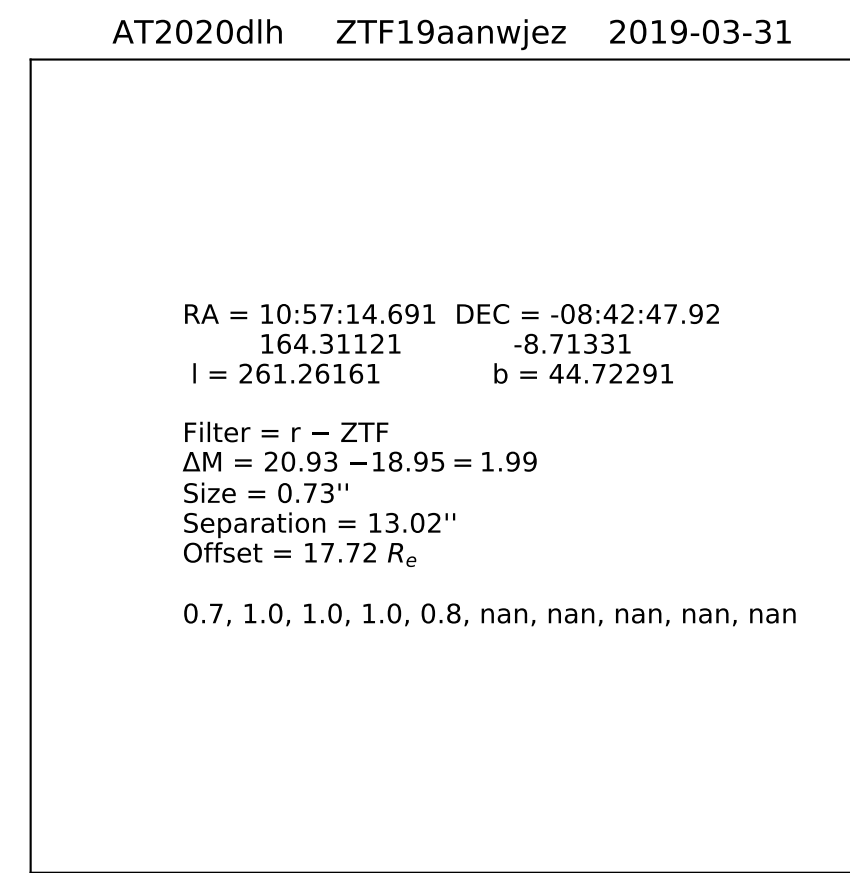 AT2020dlh ZTF19aanwjez 2019-03-31
RA = 10:57:14.691 DEC = -08:42:47.92
164.31121 -8.71331
l = 261.26161 b = 44.72291
Filter = r − ZTF
ΔM = 20.93 −18.95 = 1.99
Size = 0.73''
Separation = 13.02''
Offset = 17.72 Rₑ
0.7, 1.0, 1.0, 1.0, 0.8, nan, nan, nan, nan, nan